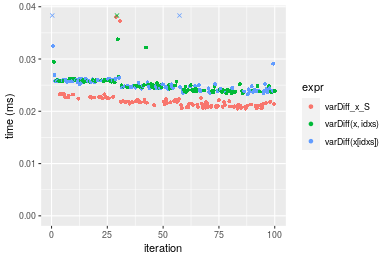 0.04
0.03
0.02
0.01
0.00
time (ms)
0
25
50
75
100
iteration
expr
varDiff_x_S
varDiff(x, idxs)
varDiff(x[idxs])